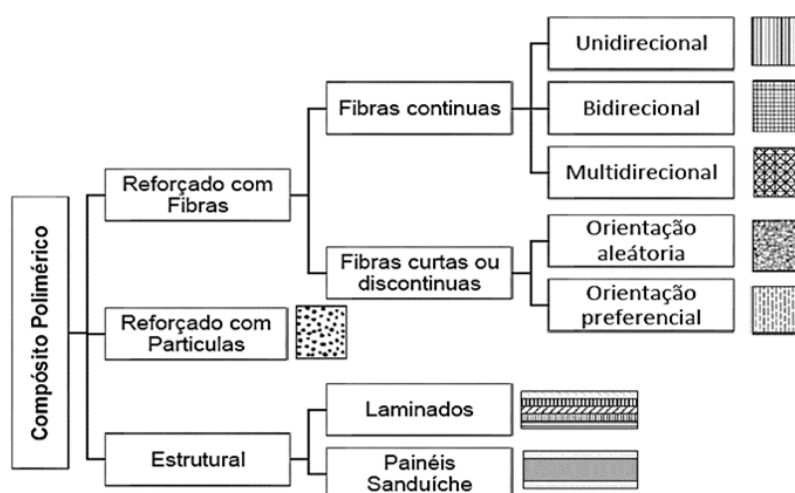 Compósito Polimérico
Reforçado com
Fibras
Fibras continuas
Unidirecional
Bidirecional
Multidirecional
Fibras curtas ou
discontinuas
Orientação
aleátoria
Orientação
preferencial
Reforçado com
Particulas
Estrutural
Laminados
Painéis
Sanduíche